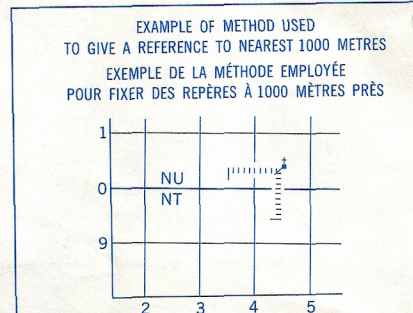 EXAMPLE OF METHOD USED
TO GIVE A REFERENCE TO NEAREST 1000 METRES
EXEMPLE DE LA MÉTHODE EMPLOYÉE
POUR FIXER DES REPÈRES À 1000 MÈTRES PRÈS
1
NU
0
NT
9
2 3 4 5